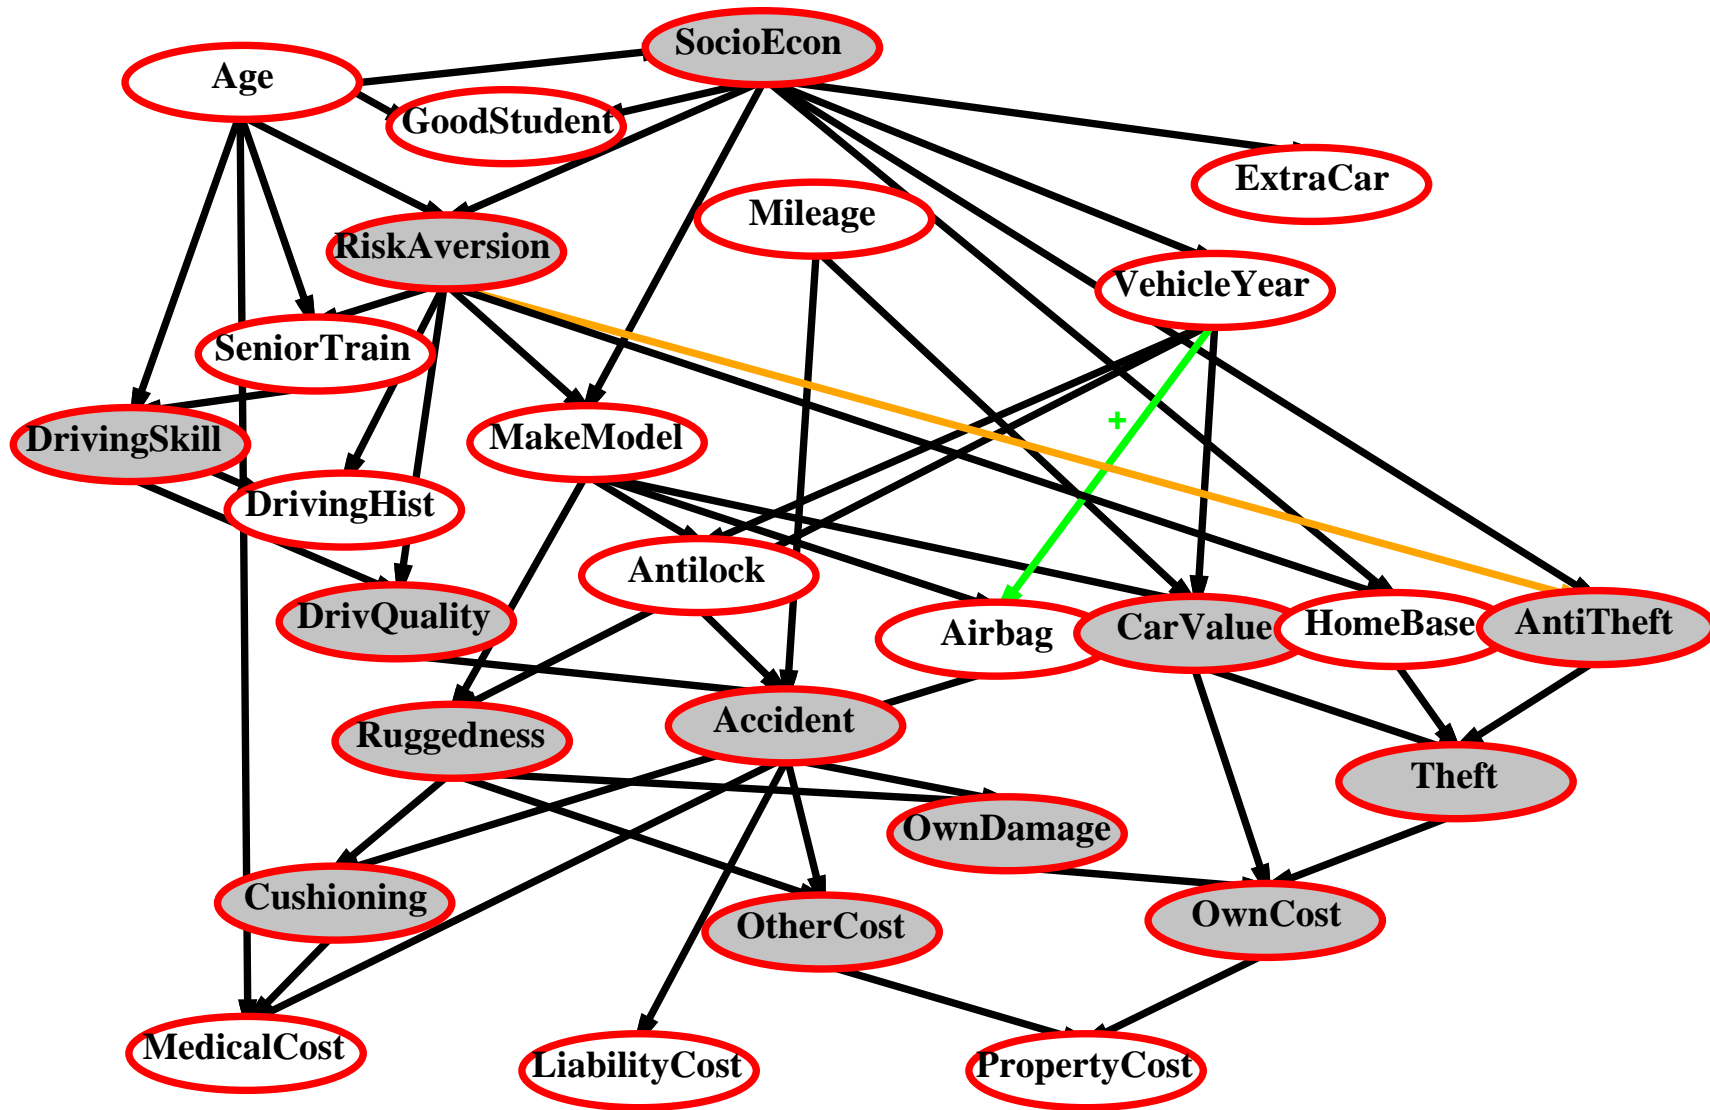 SocioEcon
Age
GoodStudent
ExtraCar
Mileage
RiskAversion
VehicleYear
SeniorTrain
+
DrivingSkill
MakeModel
DrivingHist
Antilock
DrivQuality
Airbag
CarValue
HomeBase
AntiTheft
Ruggedness
Accident
Theft
OwnDamage
Cushioning
OtherCost
OwnCost
MedicalCost
LiabilityCost
PropertyCost